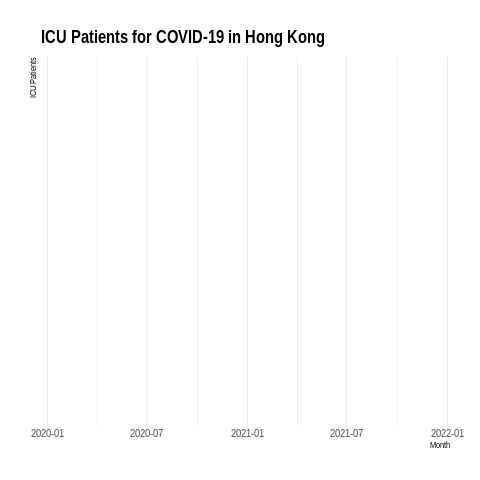 ICU Patients for COVID-19 in Hong Kong
ICU Patients
2020-01 2020-07 2021-01 2021-07 2022-01
Month